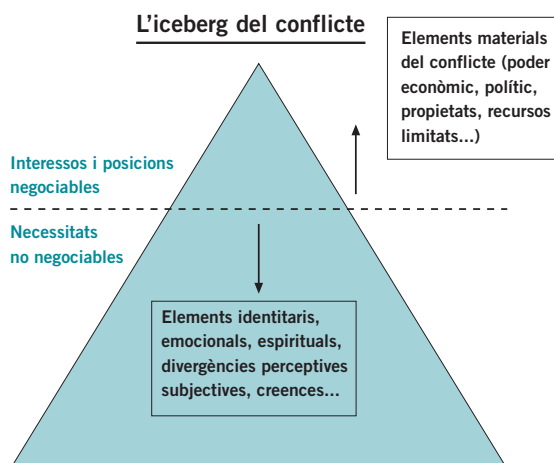 L’iceberg del conflicte
Elements materials
del conflicte (poder
econòmic, polític,
propietats, recursos
limitats...)
Interessos i posicions
negociables
Necessitats
no negociables
Elements identitaris,
emocionals, espirituals,
divergències perceptives
subjectives, creences...